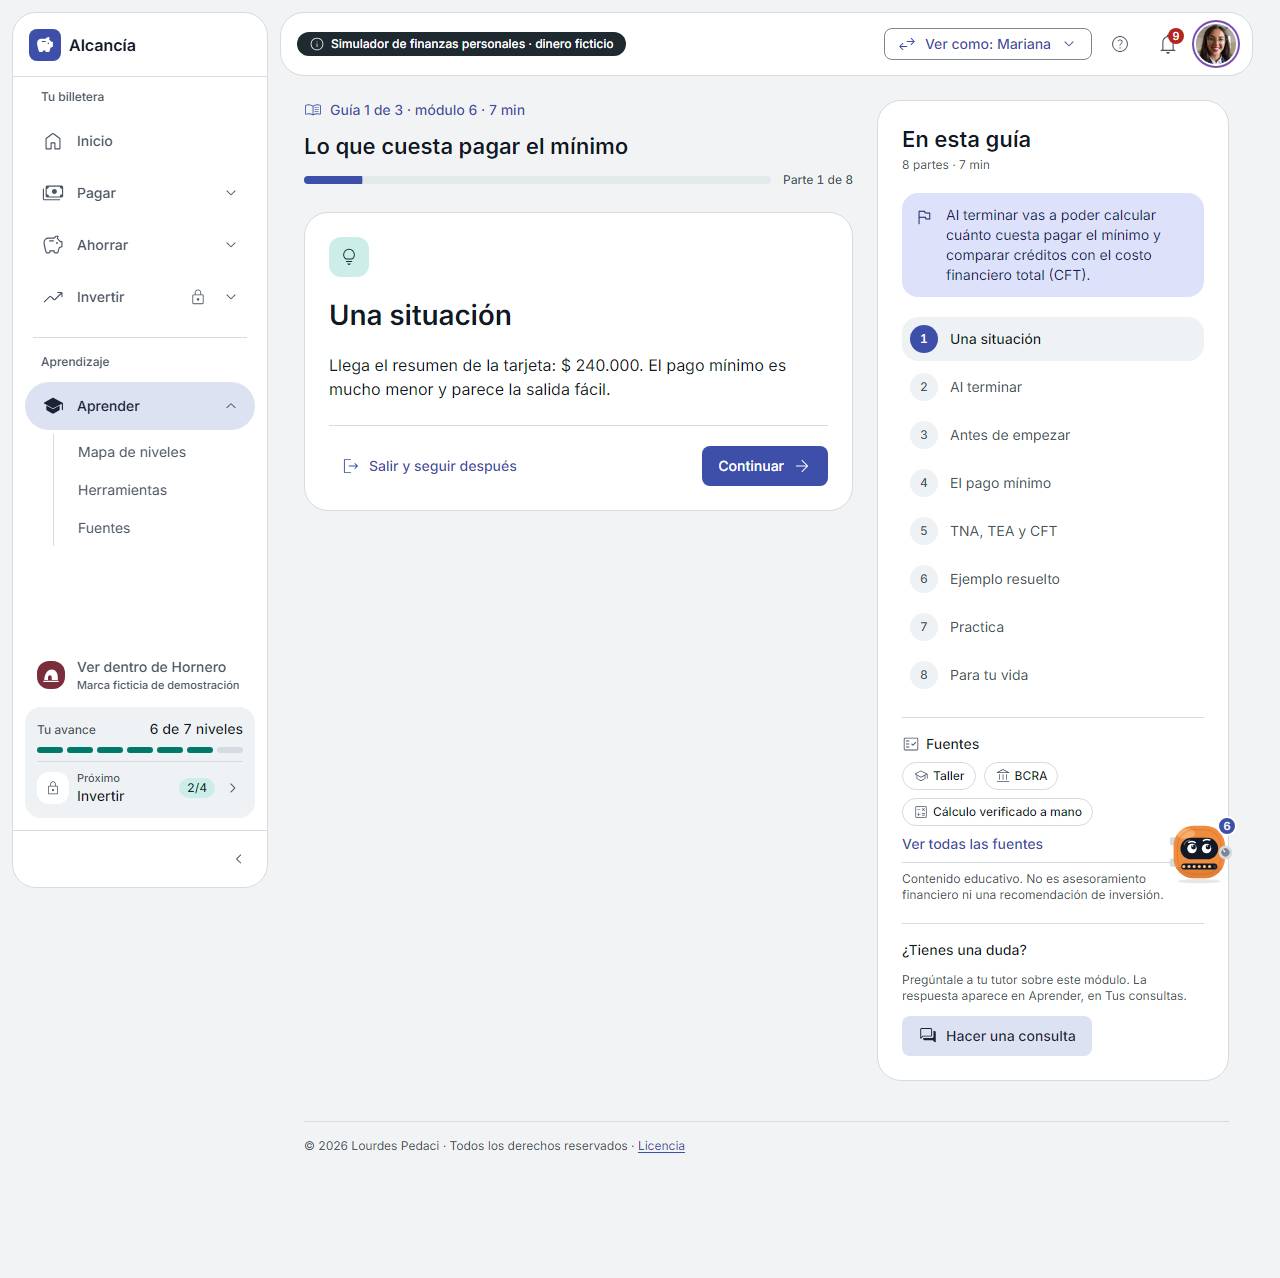 Alcancía
Tu billetera
Inicio
Pagar
Ahorrar
Invertir
Aprendizaje
Aprender
Mapa de niveles
Herramientas
Fuentes
Ver dentro de Hornero
Marca ficticia de demostración
Tu avance
6 de 7 niveles
Próximo
Invertir
2/4
Simulador de finanzas personales · dinero ficticio
Ver como: Mariana
9
Guía 1 de 3 · módulo 6 · 7 min
Lo que cuesta pagar el mínimo
Parte 1 de 8
Una situación
Llega el resumen de la tarjeta: $ 240.000. El pago mínimo es
mucho menor y parece la salida fácil.
Salir y seguir después
Continuar
En esta guía
8 partes · 7 min
Al terminar vas a poder calcular
cuánto cuesta pagar el mínimo y
comparar créditos con el costo
financiero total (CFT).
1 Una situación
2 Al terminar
3 Antes de empezar
4 El pago mínimo
5 TNA, TEA y CFT
6 Ejemplo resuelto
7 Practica
8 Para tu vida
Fuentes
Taller
BCRA
Cálculo verificado a mano
Ver todas las fuentes
6
Contenido educativo. No es asesoramiento
financiero ni una recomendación de inversión.
¿Tienes una duda?
Pregúntale a tu tutor sobre este módulo. La
respuesta aparece en Aprender, en Tus consultas.
Hacer una consulta
© 2026 Lourdes Pedaci · Todos los derechos reservados · Licencia